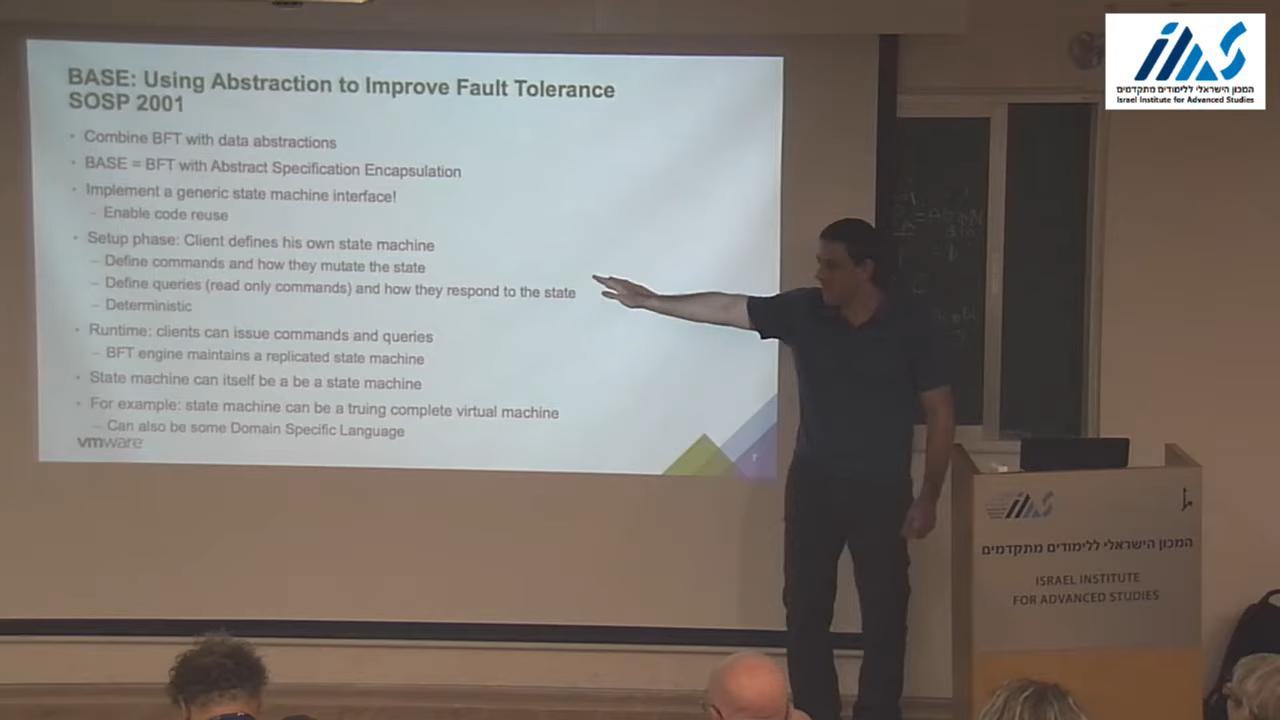 BASE: Using Abstraction to Improve Fault Tolerance
SOSP 2001
• Combine BFT with data abstractions
• BASE = BFT with Abstract Specification Encapsulation
• Implement a generic state machine interface!
– Enable code reuse
• Setup phase: Client defines his own state machine
– Define commands and how they mutate the state
– Define queries (read only commands) and how they respond to the state
– Deterministic
• Runtime: clients can issue commands and queries
– BFT engine maintains a replicated state machine
• State machine can itself be a be a state machine
• For example: state machine can be a truing complete virtual machine
– Can also be some Domain Specific Language
vmware
המכון הישראלי ללימודים מתקדמים
Israel Institute for Advanced Studies
המכון הישראלי ללימודים מתקדמים
ISRAEL INSTITUTE
FOR ADVANCED STUDIES